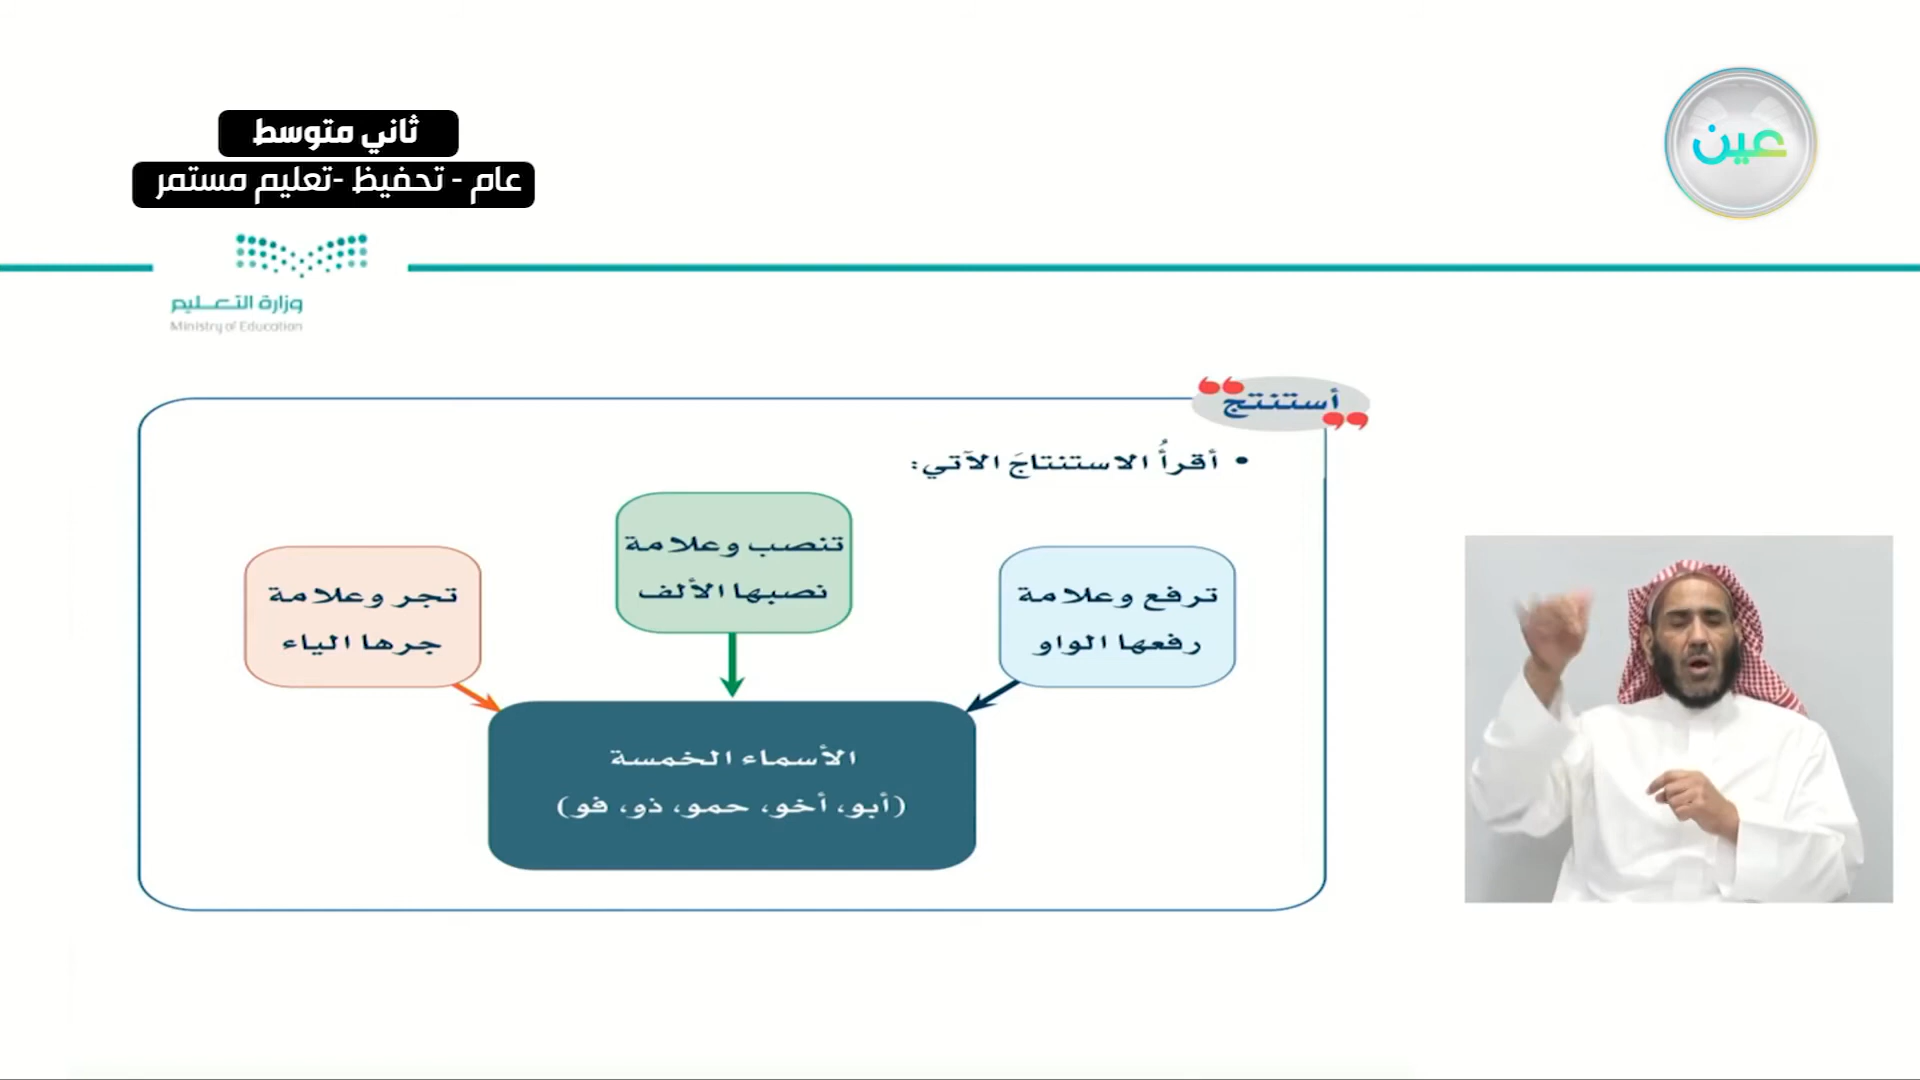 ثاني متوسط
عام - تحفيظ -تعليم مستمر
عين
وزارة التعليم
Ministry of Education
أستنتج
• أقرأُ الاستنتاجَ الآتي:
ترفع وعلامة
رفعها الواو
تنصب وعلامة
نصبها الألف
تجر وعلامة
جرها الياء
الأسماء الخمسة
(أبو، أخو، حمو، ذو، فو)